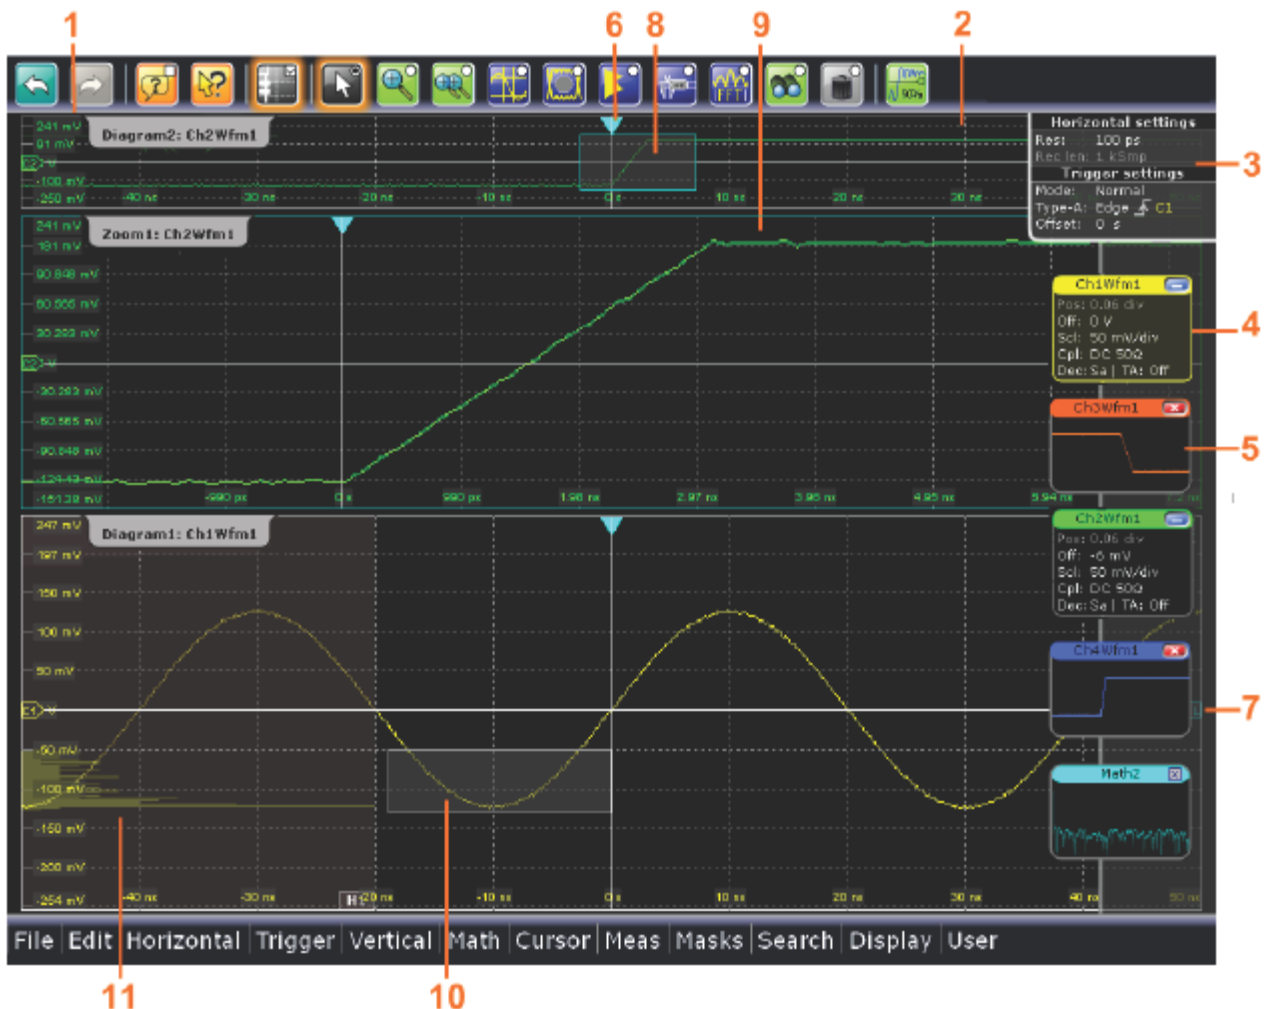 1
6
8
9
2
241 mV
91 mV
-100 mV
-250 mV
Diagram2: Ch2Wfm1
-40 ns
-20 ns
-10 ns
0 s
10 ns
20 ns
30 ns
Horizontal settings
Res: 100 ps
Rec len: 1 kSmp
Trigger settings
Mode: Normal
Type-A: Edge C1
Offset: 0 s
3
241 mV
181 mV
Zoom1: Ch2Wfm1
90.848 mV
60.565 mV
30.283 mV
-30.283 mV
-60.565 mV
-90.848 mV
-151.38 mV
-990 ps
0 s
990 ps
1.98 ns
2.97 ns
3.96 ns
4.95 ns
5.94 ns
Ch1Wfm1
Pos: 0.06 div
Off: 0 V
Scl: 50 mV/div
Cpl: DC 50Ω
Dec: Sa | TA: Off
4
Ch3Wfm1
5
Ch2Wfm1
Pos: 0.06 div
Off: -6 mV
Scl: 50 mV/div
Cpl: DC 50Ω
Dec: Sa | TA: Off
Ch4Wfm1
7
Math2
247 mV
197 mV
Diagram1: Ch1Wfm1
150 mV
100 mV
50 mV
C1
-50 mV
-100 mV
-150 mV
-200 mV
-254 mV
-40 ns
-30 ns
-20 ns
-10 ns
0 s
10 ns
20 ns
30 ns
40 ns
50 ns
File Edit Horizontal Trigger Vertical Math Cursor Meas Masks Search Display User
11
10